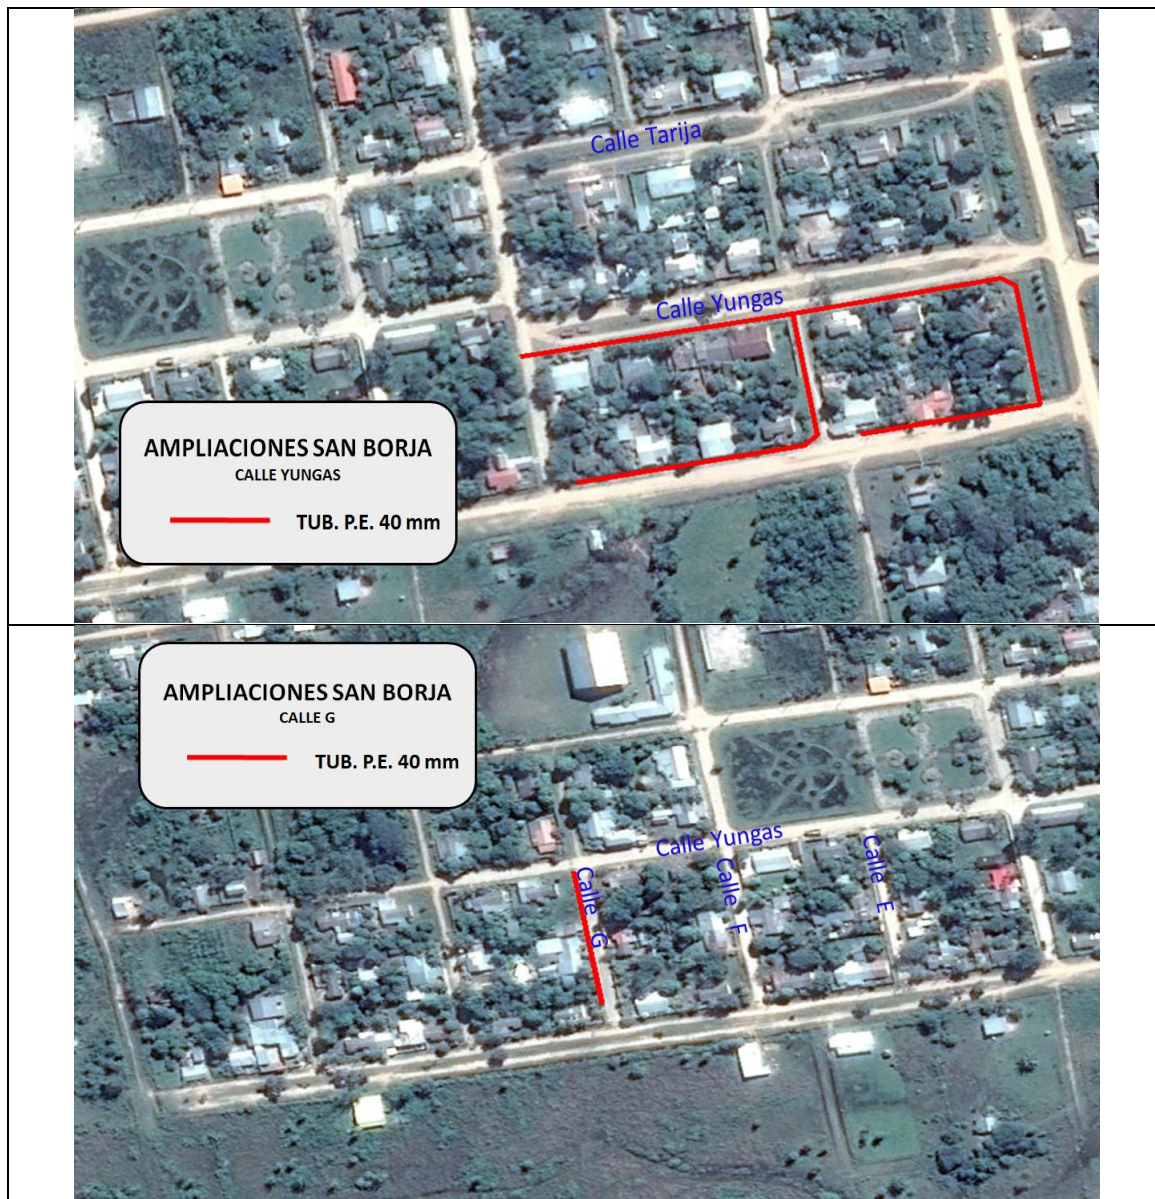 Calle Tarija
Calle Yungas
AMPLIACIONES SAN BORJA
CALLE YUNGAS
TUB. P.E. 40 mm
AMPLIACIONES SAN BORJA
CALLE G
TUB. P.E. 40 mm
Calle Yungas
Calle G
Calle F
Calle E